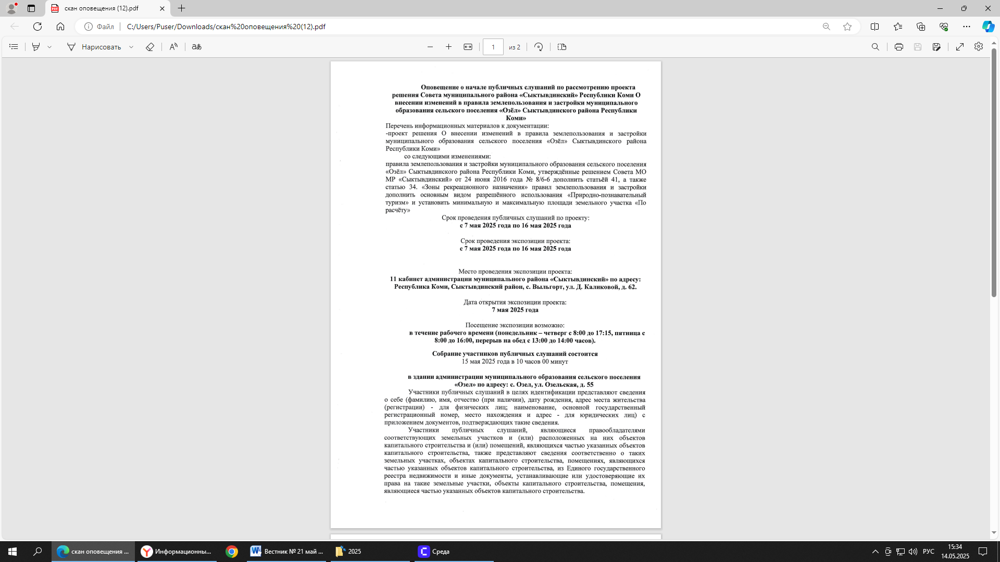 скан оповещения (12).pdf
Файл
C:/Users/Puser/Downloads/скан%20оповещения%20(12).pdf
Нарисовать
1
из 2
Оповещение о начале публичных слушаний по рассмотрению проекта
решения Совета муниципального района «Сыктывдинский» Республики Коми О
внесении изменений в правила землепользования и застройки муниципального
образования сельского поселения «Озёл» Сыктывдинского района Республики
Коми»
Перечень информационных материалов к документации:
-проект решения О внесении изменений в правила землепользования и застройки
муниципального образования сельского поселения «Озёл» Сыктывдинского района
Республики Коми»
со следующими изменениями:
правила землепользования и застройки муниципального образования сельского поселения
«Озёл» Сыктывдинского района Республики Коми, утверждённые решением Совета МО
МР «Сыктывдинский» от 24 июня 2016 года № 8/6-6 дополнить статьёй 41, а также
статью 34. «Зоны рекреационного назначения» правил землепользования и застройки
дополнить основным видом разрешённого использования «Природно-познавательный
туризм» и установить минимальную и максимальную площади земельного участка «По
расчёту»
Срок проведения публичных слушаний по проекту:
с 7 мая 2025 года по 16 мая 2025 года
Срок проведения экспозиции проекта:
с 7 мая 2025 года по 16 мая 2025 года
Место проведения экспозиции проекта:
11 кабинет администрации муниципального района «Сыктывдинский» по адресу:
Республика Коми, Сыктывдинский район, с. Выльгорт, ул. Д. Каликовой, д. 62.
Дата открытия экспозиции проекта:
7 мая 2025 года
Посещение экспозиции возможно:
в течение рабочего времени (понедельник – четверг с 8:00 до 17:15, пятница с
8:00 до 16:00, перерыв на обед с 13:00 до 14:00 часов).
Собрание участников публичных слушаний состоится
15 мая 2025 года в 10 часов 00 минут
в здании администрации муниципального образования сельского поселения
«Озел» по адресу: с. Озел, ул. Озельская, д. 55
Участники публичных слушаний в целях идентификации представляют сведения
о себе (фамилию, имя, отчество (при наличии), дату рождения, адрес места жительства
(регистрации) - для физических лиц; наименование, основной государственный
регистрационный номер, место нахождения и адрес - для юридических лиц) с
приложением документов, подтверждающих такие сведения.
Участники публичных слушаний, являющиеся правообладателями
соответствующих земельных участков и (или) расположенных на них объектов
капитального строительства и (или) помещений, являющихся частью указанных объектов
капитального строительства, также представляют сведения соответственно о таких
земельных участках, объектах капитального строительства, помещениях, являющихся
частью указанных объектов капитального строительства, из Единого государственного
реестра недвижимости и иные документы, устанавливающие или удостоверяющие их
права на такие земельные участки, объекты капитального строительства, помещения,
являющиеся частью указанных объектов капитального строительства.
скан оповещения ...
Информационны...
Вестник № 21 май ...
2025
Среда
РУС
15:34
14.05.2025